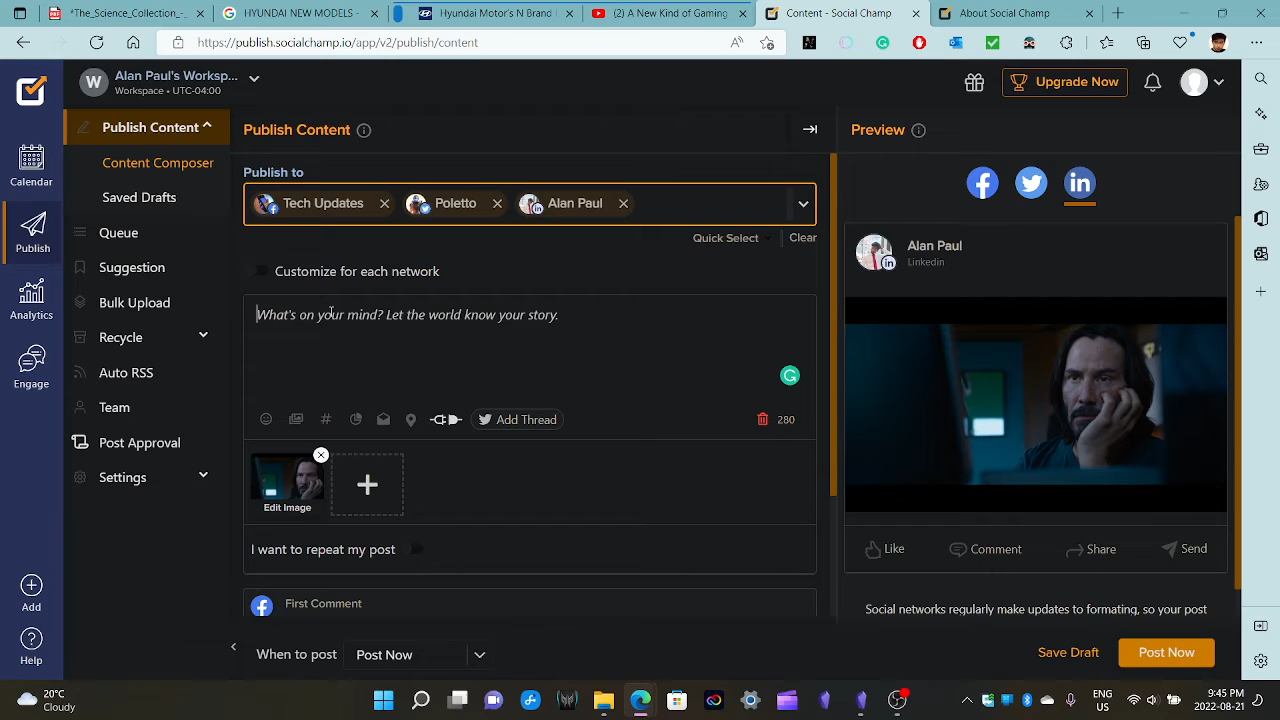 *The_Science_Collection_-_
HYUNDAI NEW MODELS -
Hyundai Motor's N Brand
(2) A New Kind of Gaming
Content - Social Champ
About Social Champ
https://publish.socialchamp.io/app/v2/publish/content
W
Alan Paul's Worksp...
Workspace • UTC-04:00
Upgrade Now
Calendar
Publish
Analytics
Engage
Add
Help
Publish Content
Content Composer
Saved Drafts
Queue
Suggestion
Bulk Upload
Recycle
Auto RSS
Team
Post Approval
Settings
Publish Content
Publish to
Tech Updates
Poletto
Alan Paul
Quick Select
Clear
Customize for each network
What's on your mind? Let the world know your story.
Add Thread
280
Edit Image
I want to repeat my post
First Comment
When to post
Post Now
Save Draft
Post Now
Preview
Alan Paul
Linkedin
Like
Comment
Share
Send
Social networks regularly make updates to formating, so your post
20°C
Cloudy
ENG
US
9:45 PM
2022-08-21